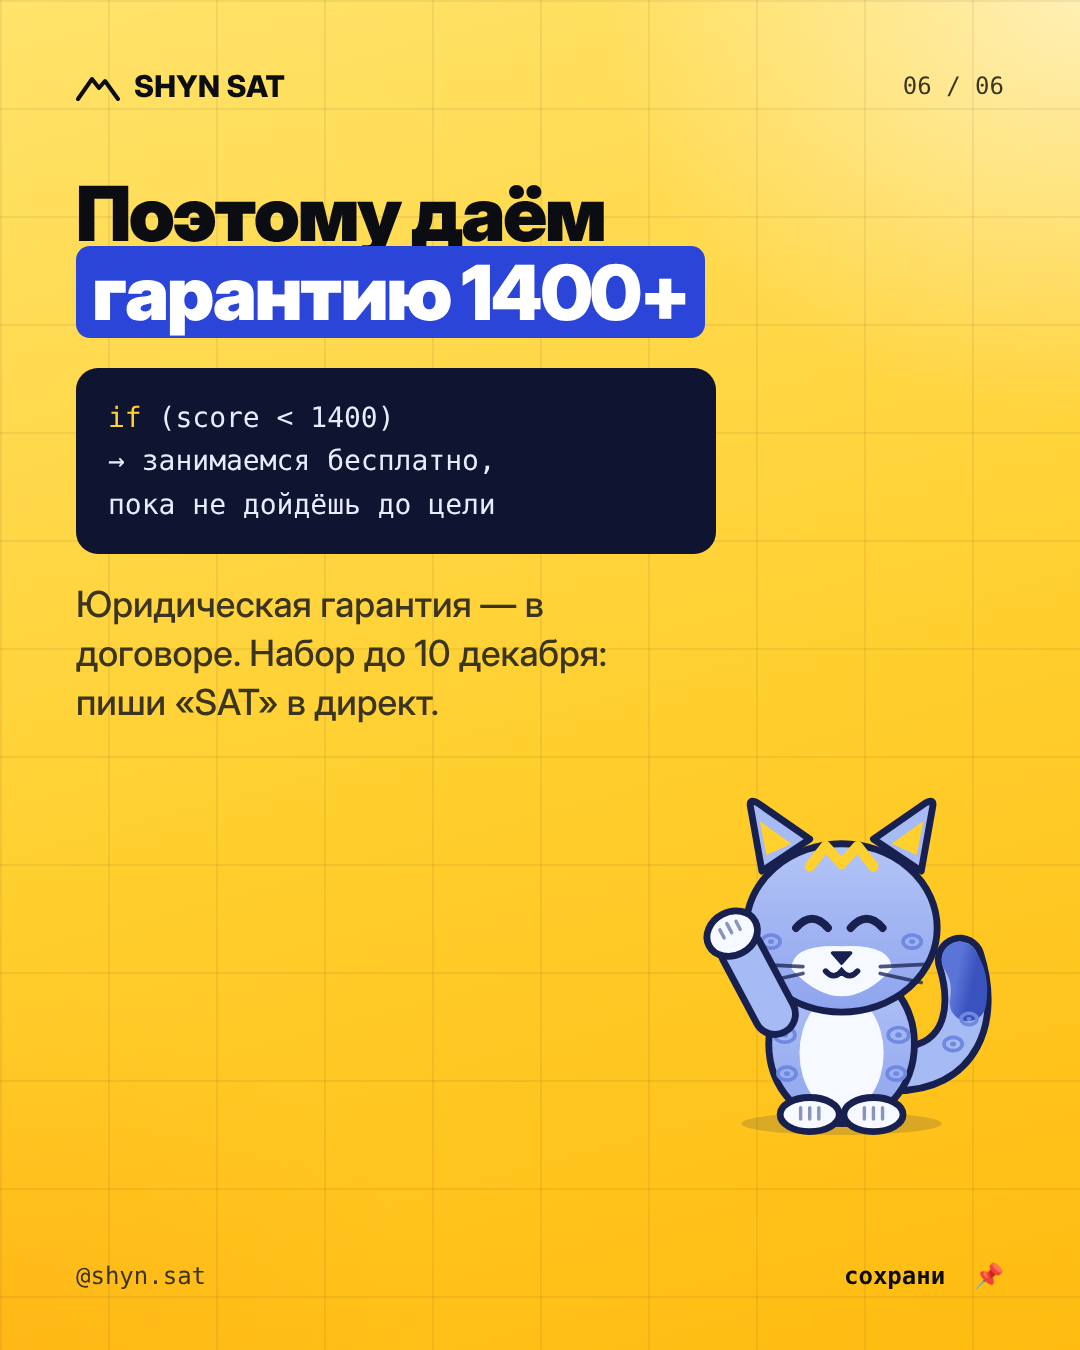 SHYN SAT
06 / 06
Поэтому даём
гарантию 1400+
if (score < 1400)
→ занимаемся бесплатно,
пока не дойдёшь до цели
Юридическая гарантия — в
договоре. Набор до 10 декабря:
пиши «SAT» в директ.
@shyn.sat
сохрани 📌